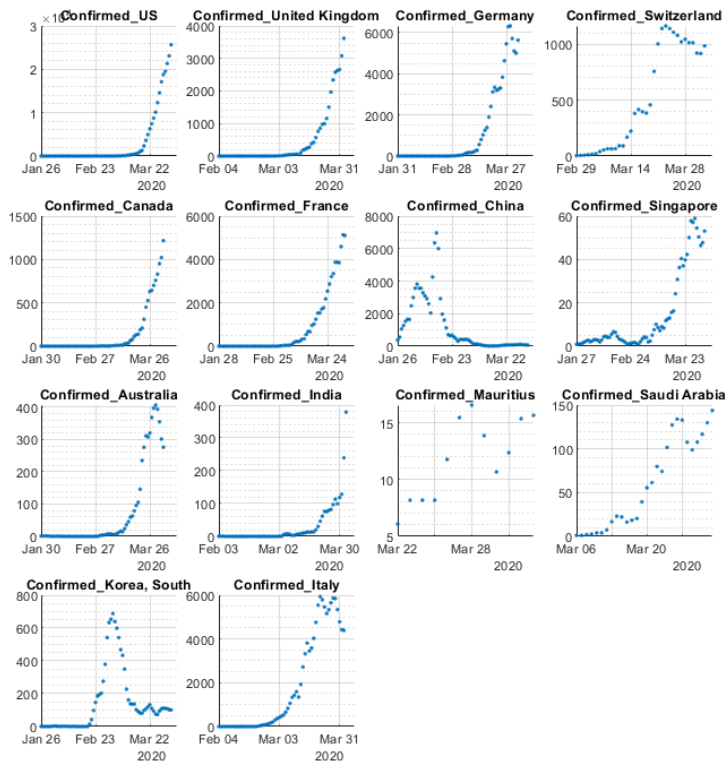 Confirmed_US
3 ×10
2
1
0
Jan 26 Feb 23 Mar 22
2020
Confirmed_United Kingdom
4000
3000
2000
1000
0
Feb 04 Mar 03 Mar 31
2020
Confirmed_Germany
6000
4000
2000
0
Jan 31 Feb 28 Mar 27
2020
Confirmed_Switzerland
1000
500
0
Feb 29 Mar 14 Mar 28
2020
Confirmed_Canada
1500
1000
500
0
Jan 30 Feb 27 Mar 26
2020
Confirmed_France
6000
4000
2000
0
Jan 28 Feb 25 Mar 24
2020
Confirmed_China
8000
6000
4000
2000
0
Jan 26 Feb 23 Mar 22
2020
Confirmed_Singapore
60
40
20
0
Jan 27 Feb 24 Mar 23
2020
Confirmed_Australia
400
300
200
100
0
Jan 30 Feb 27 Mar 26
2020
Confirmed_India
400
300
200
100
0
Feb 03 Mar 02 Mar 30
2020
Confirmed_Mauritius
15
10
5
Mar 22 Mar 28
2020
Confirmed_Saudi Arabia
150
100
50
0
Mar 06 Mar 20
2020
Confirmed_Korea, South
800
600
400
200
0
Jan 26 Feb 23 Mar 22
2020
Confirmed_Italy
6000
4000
2000
0
Feb 04 Mar 03 Mar 31
2020